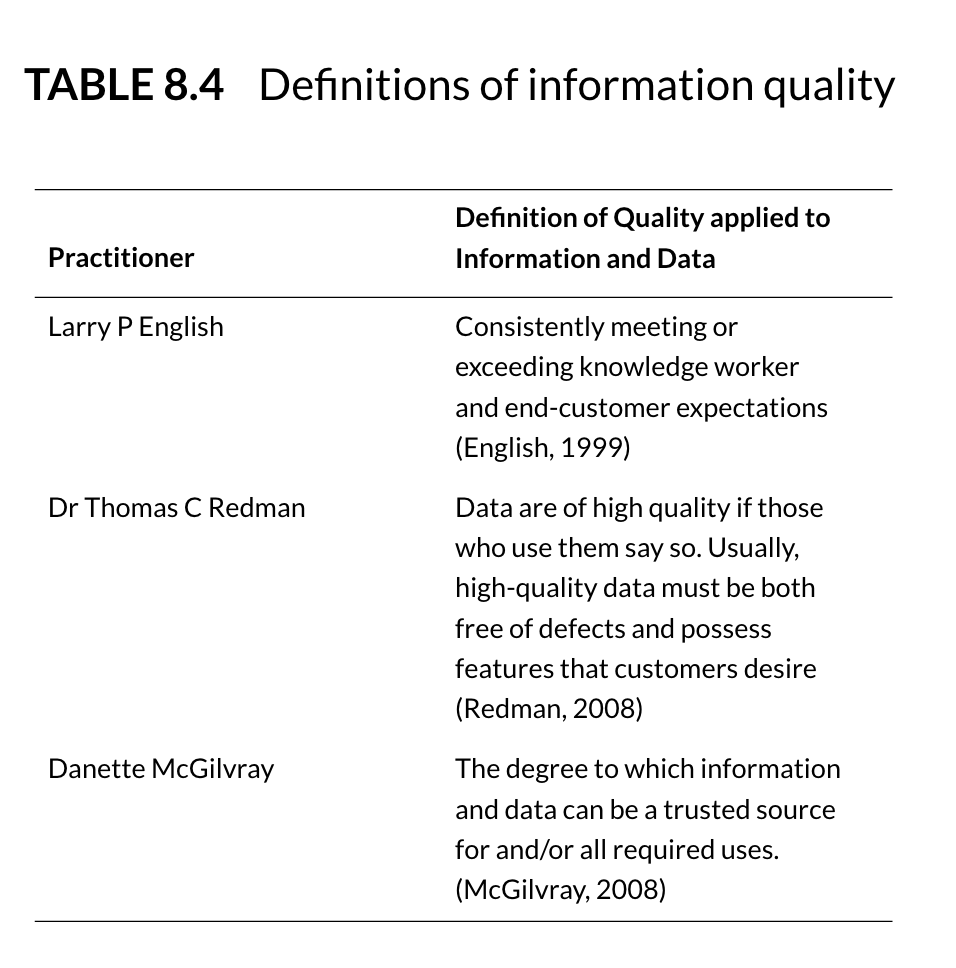 TABLE 8.4 Definitions of information quality
Definition of Quality applied to
Practitioner Information and Data
Larry P English Consistently meeting or
exceeding knowledge worker
and end-customer expectations
(English, 1999)
Dr Thomas C Redman Data are of high quality if those
who use them say so. Usually,
high-quality data must be both
free of defects and possess
features that customers desire
(Redman, 2008)
Danette McGilvray The degree to which information
and data can be a trusted source
for and/or all required uses.
(McGilvray, 2008)